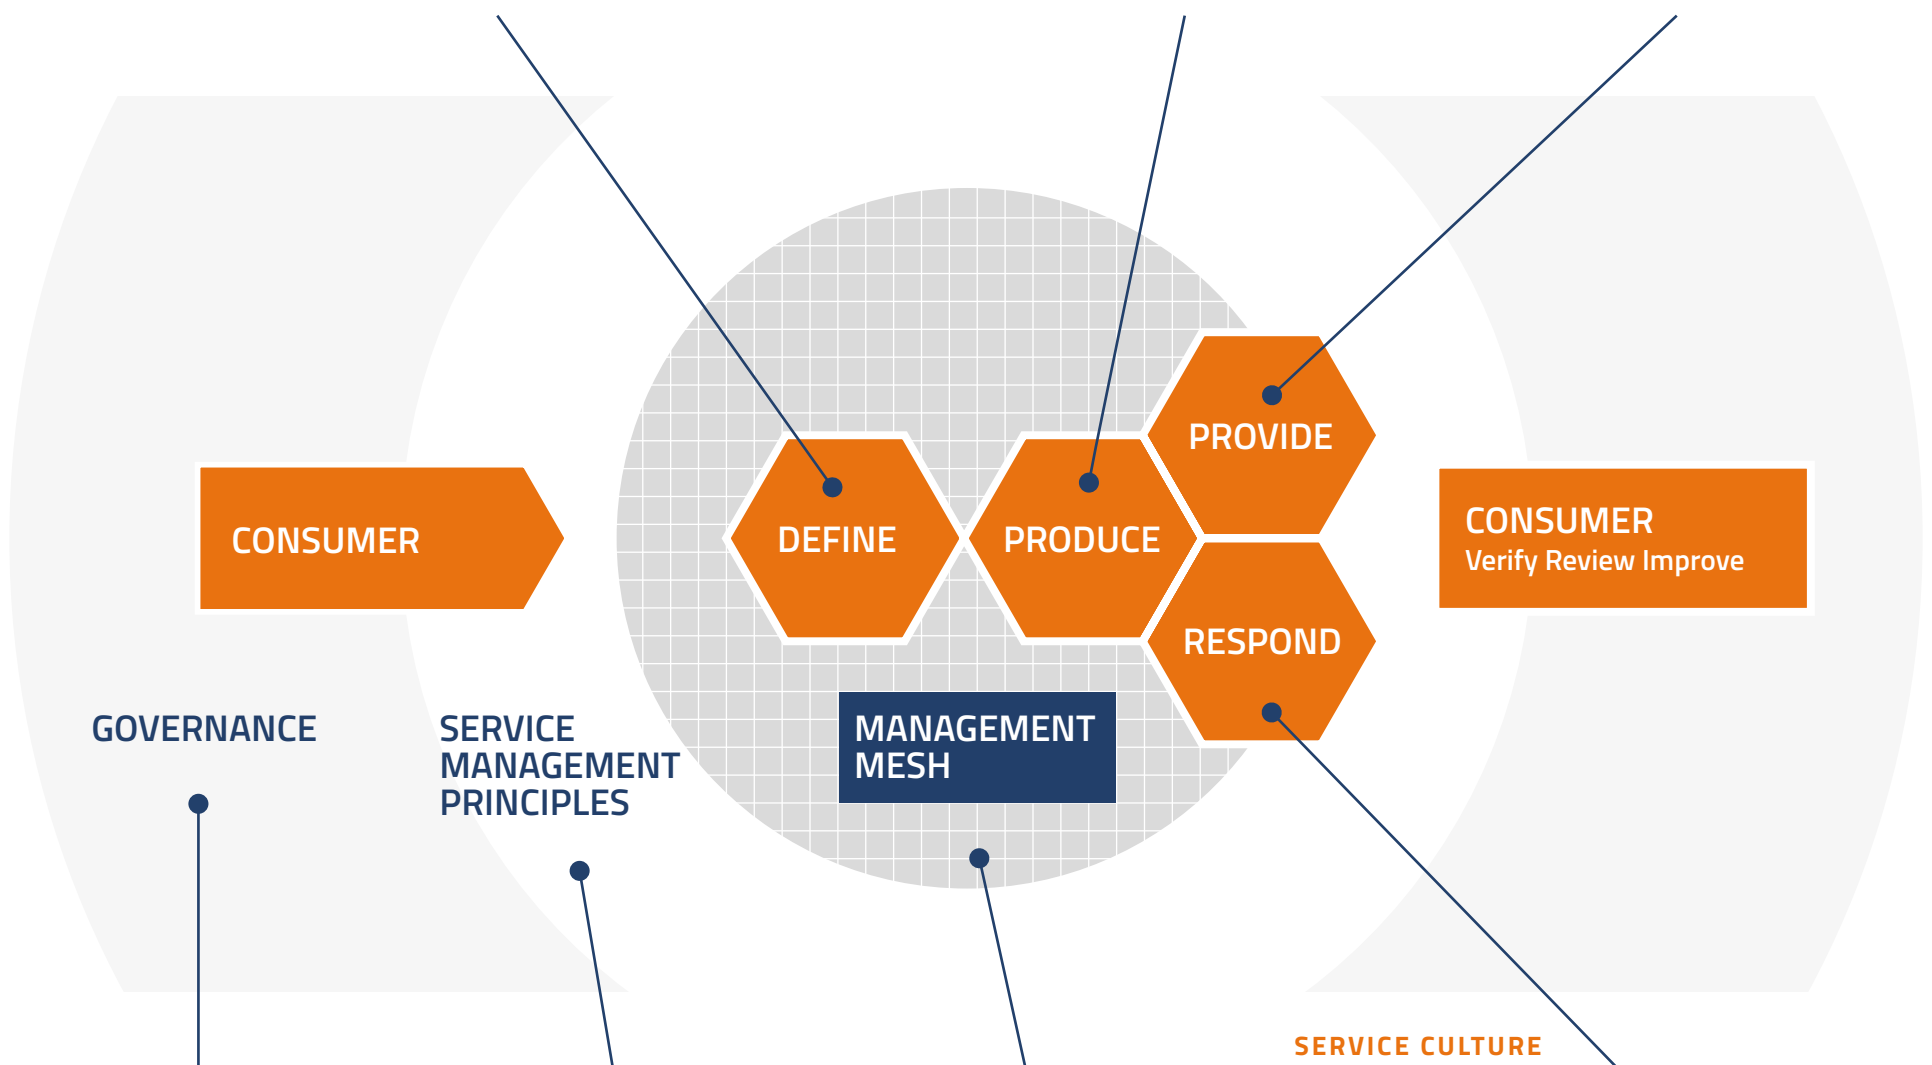 PROVIDE
CONSUMER
DEFINE
PRODUCE
CONSUMER
Verify Review Improve
RESPOND
GOVERNANCE
SERVICE
MANAGEMENT
PRINCIPLES
MANAGEMENT
MESH
SERVICE CULTURE